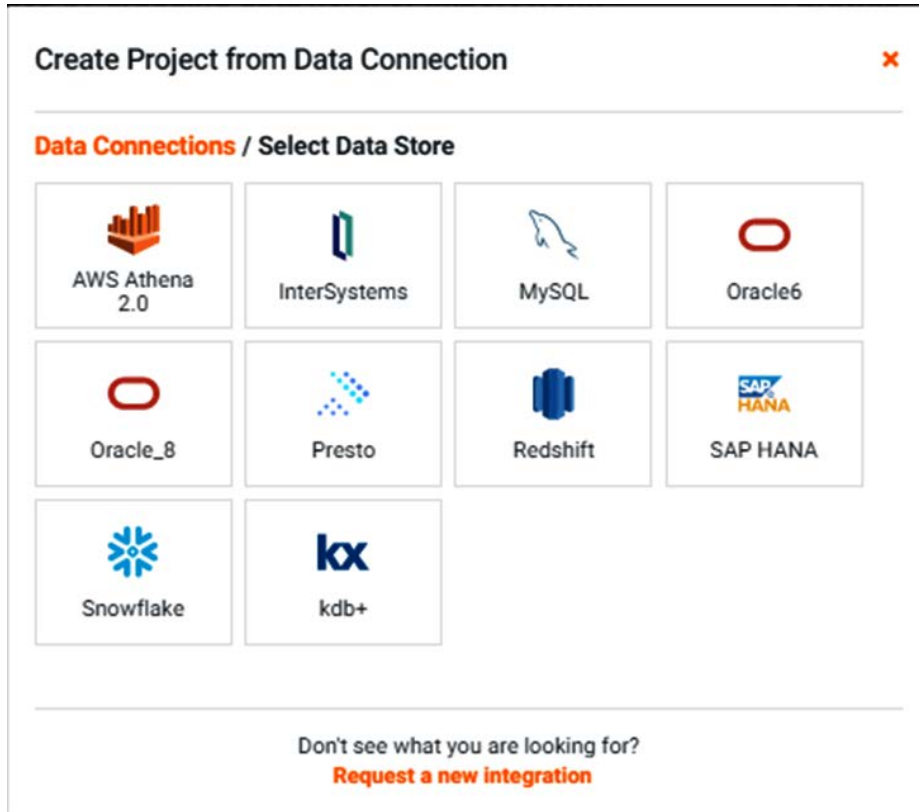 Create Project from Data Connection
Data Connections / Select Data Store
AWS Athena
2.0
InterSystems
MySQL
Oracle6
Oracle_8
Presto
Redshift
SAP
HANA
SAP HANA
Snowflake
kx
kdb+
Don't see what you are looking for?
Request a new integration